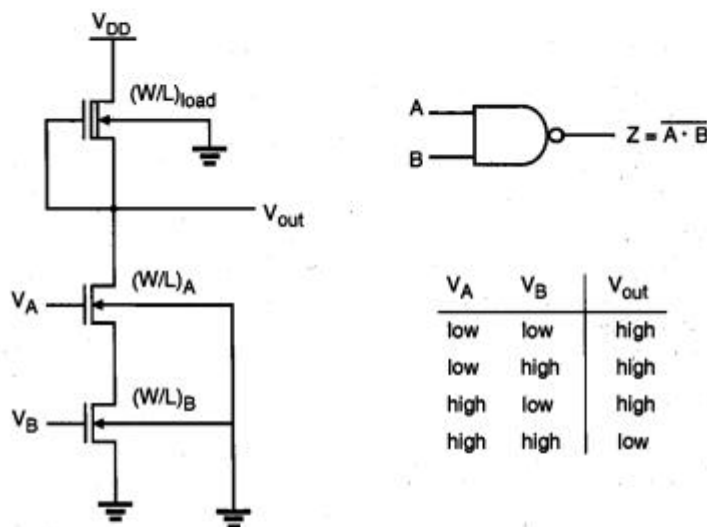 V_DD
(W/L)_load
V_out
V_A
(W/L)_A
V_B
(W/L)_B
A
B
Z = \overline{A · B}
V_A V_B V_out
low low high
low high high
high low high
high high low